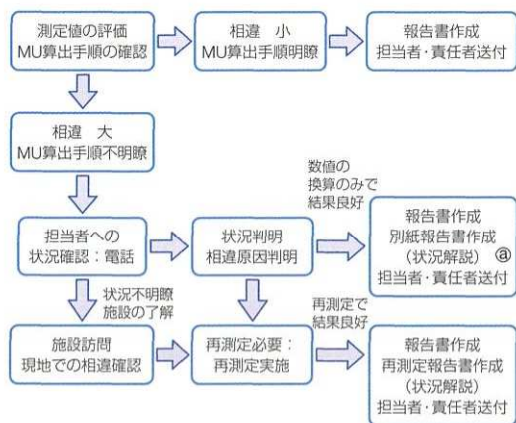 測定値の評価
MU算出手順の確認
相違 小
MU算出手順明瞭
報告書作成
担当者・責任者送付
相違 大
MU算出手順不明瞭
数値の
換算のみで
結果良好
担当者への
状況確認：電話
状況判明
相違原因判明
報告書作成
別紙報告書作成
(状況解説) ⓐ
担当者・責任者送付
状況不明瞭
施設の了解
再測定で
結果良好
施設訪問
現地での相違確認
再測定必要：
再測定実施
報告書作成
再測定報告書作成
(状況解説)
担当者・責任者送付